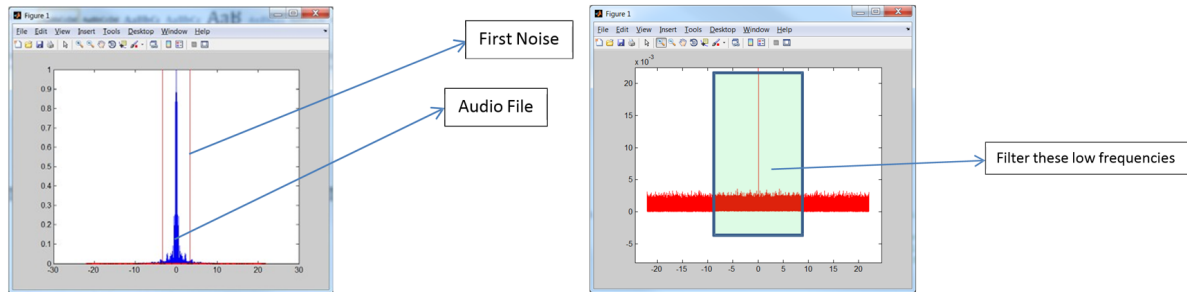 Figure 1
File Edit View Insert Tools Desktop Window Help
1
0.9
0.8
0.7
0.6
0.5
0.4
0.3
0.2
0.1
0
-30 -20 -10 0 10 20 30
First Noise
Audio File
Figure 1
File Edit View Insert Tools Desktop Window Help
x 10⁻³
20
15
10
5
0
-5
-20 -15 -10 -5 0 5 10 15 20
Filter these low frequencies